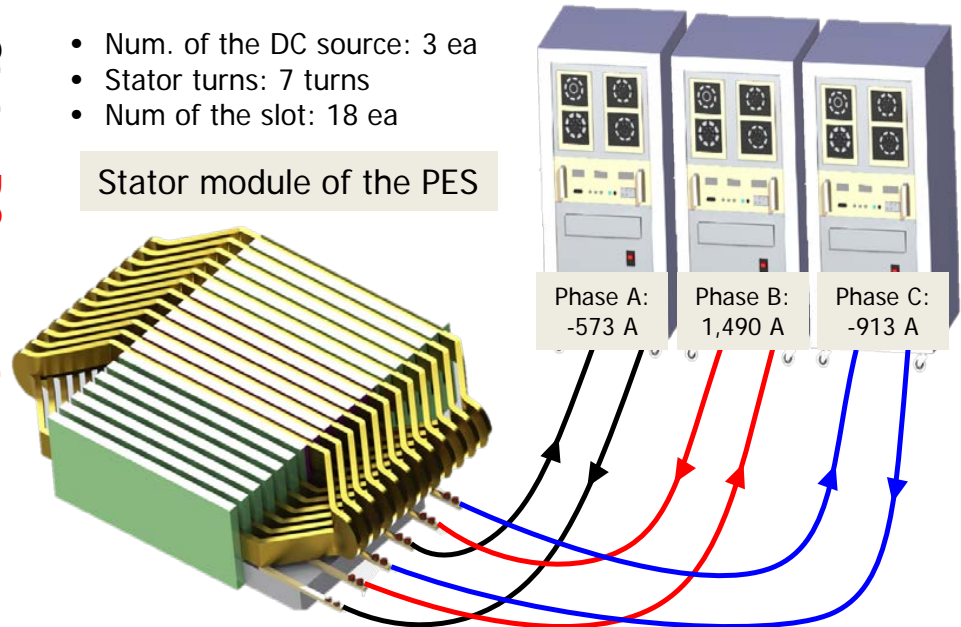 • Num. of the DC source: 3 ea
• Stator turns: 7 turns
• Num of the slot: 18 ea
Stator module of the PES
Phase A:
-573 A
Phase B:
1,490 A
Phase C:
-913 A